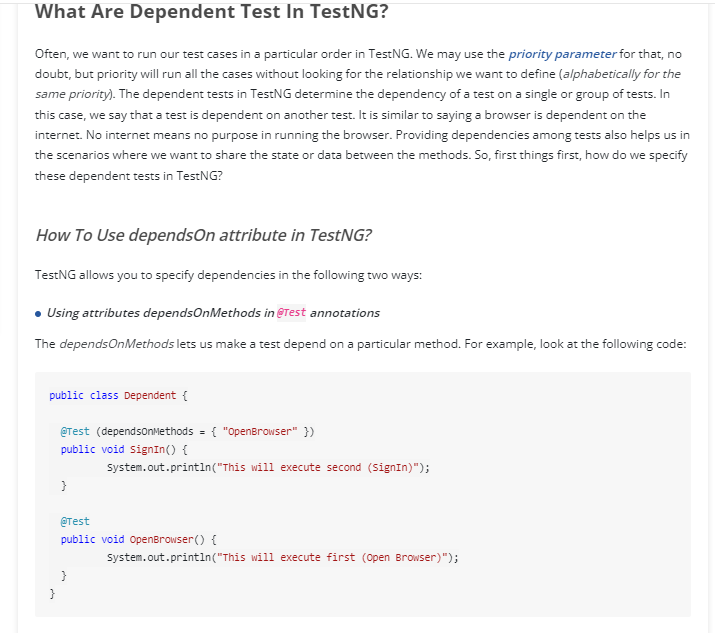 What Are Dependent Test In TestNG?
Often, we want to run our test cases in a particular order in TestNG. We may use the priority parameter for that, no
doubt, but priority will run all the cases without looking for the relationship we want to define (alphabetically for the
same priority). The dependent tests in TestNG determine the dependency of a test on a single or group of tests. In
this case, we say that a test is dependent on another test. It is similar to saying a browser is dependent on the
internet. No internet means no purpose in running the browser. Providing dependencies among tests also helps us in
the scenarios where we want to share the state or data between the methods. So, first things first, how do we specify
these dependent tests in TestNG?
How To Use dependsOn attribute in TestNG?
TestNG allows you to specify dependencies in the following two ways:
• Using attributes dependsOnMethods in @Test annotations
The dependsOnMethods lets us make a test depend on a particular method. For example, look at the following code:
public class Dependent {
@Test (dependsOnMethods = { "OpenBrowser" })
public void SignIn() {
System.out.println("This will execute second (SignIn)");
}
@Test
public void OpenBrowser() {
System.out.println("This will execute first (Open Browser)");
}
}